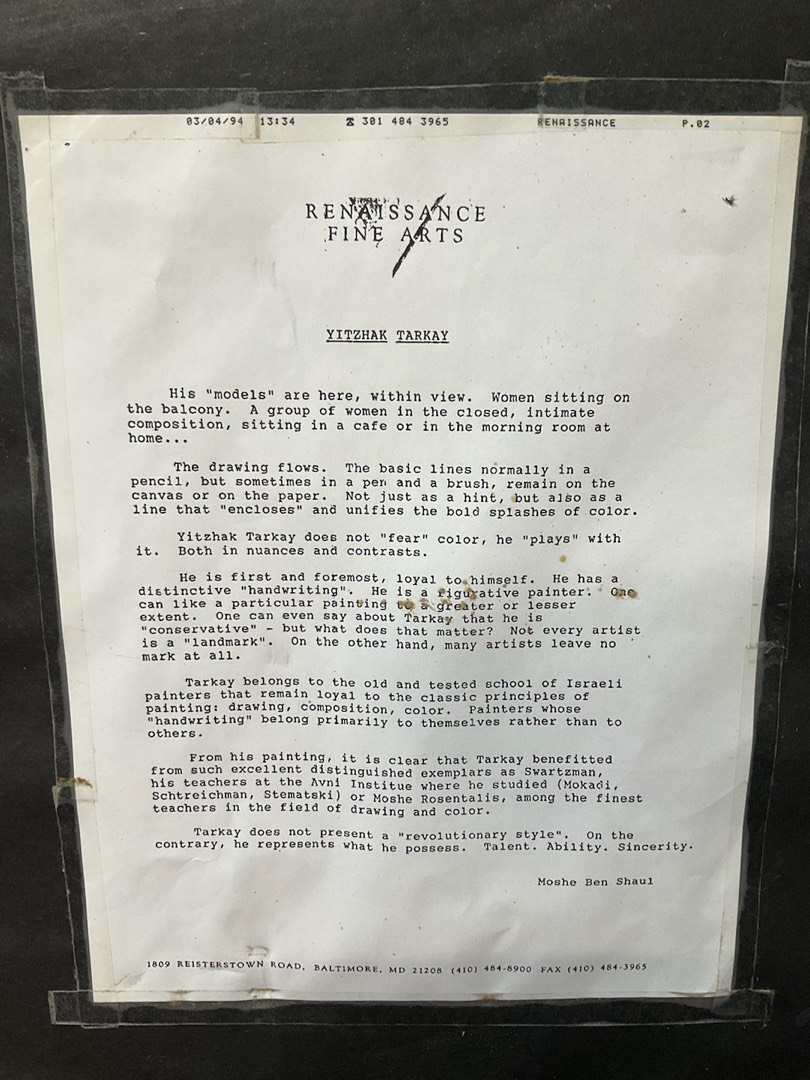 03/04/94 13:34 ☎ 301 484 3965 RENAISSANCE P.02
RENAISSANCE
FINE ARTS
YITZHAK TARKAY
His "models" are here, within view. Women sitting on
the balcony. A group of women in the closed, intimate
composition, sitting in a cafe or in the morning room at
home...
The drawing flows. The basic lines normally in a
pencil, but sometimes in a pen and a brush, remain on the
canvas or on the paper. Not just as a hint, but also as a
line that "encloses" and unifies the bold splashes of color.
Yitzhak Tarkay does not "fear" color, he "plays" with
it. Both in nuances and contrasts.
He is first and foremost, loyal to himself. He has a
distinctive "handwriting". He is a figurative painter. One
can like a particular painting to a greater or lesser
extent. One can even say about Tarkay that he is
"conservative" - but what does that matter? Not every artist
is a "landmark". On the other hand, many artists leave no
mark at all.
Tarkay belongs to the old and tested school of Israeli
painters that remain loyal to the classic principles of
painting: drawing, composition, color. Painters whose
"handwriting" belong primarily to themselves rather than to
others.
From his painting, it is clear that Tarkay benefitted
from such excellent distinguished exemplars as Swartzman,
his teachers at the Avni Institue where he studied (Mokadi,
Schtreichman, Stematski) or Moshe Rosentalis, among the finest
teachers in the field of drawing and color.
Tarkay does not present a "revolutionary style". On the
contrary, he represents what he possess. Talent. Ability. Sincerity.
Moshe Ben Shaul
1809 REISTERSTOWN ROAD, BALTIMORE, MD 21208 (410) 484-8900 FAX (410) 484-3965